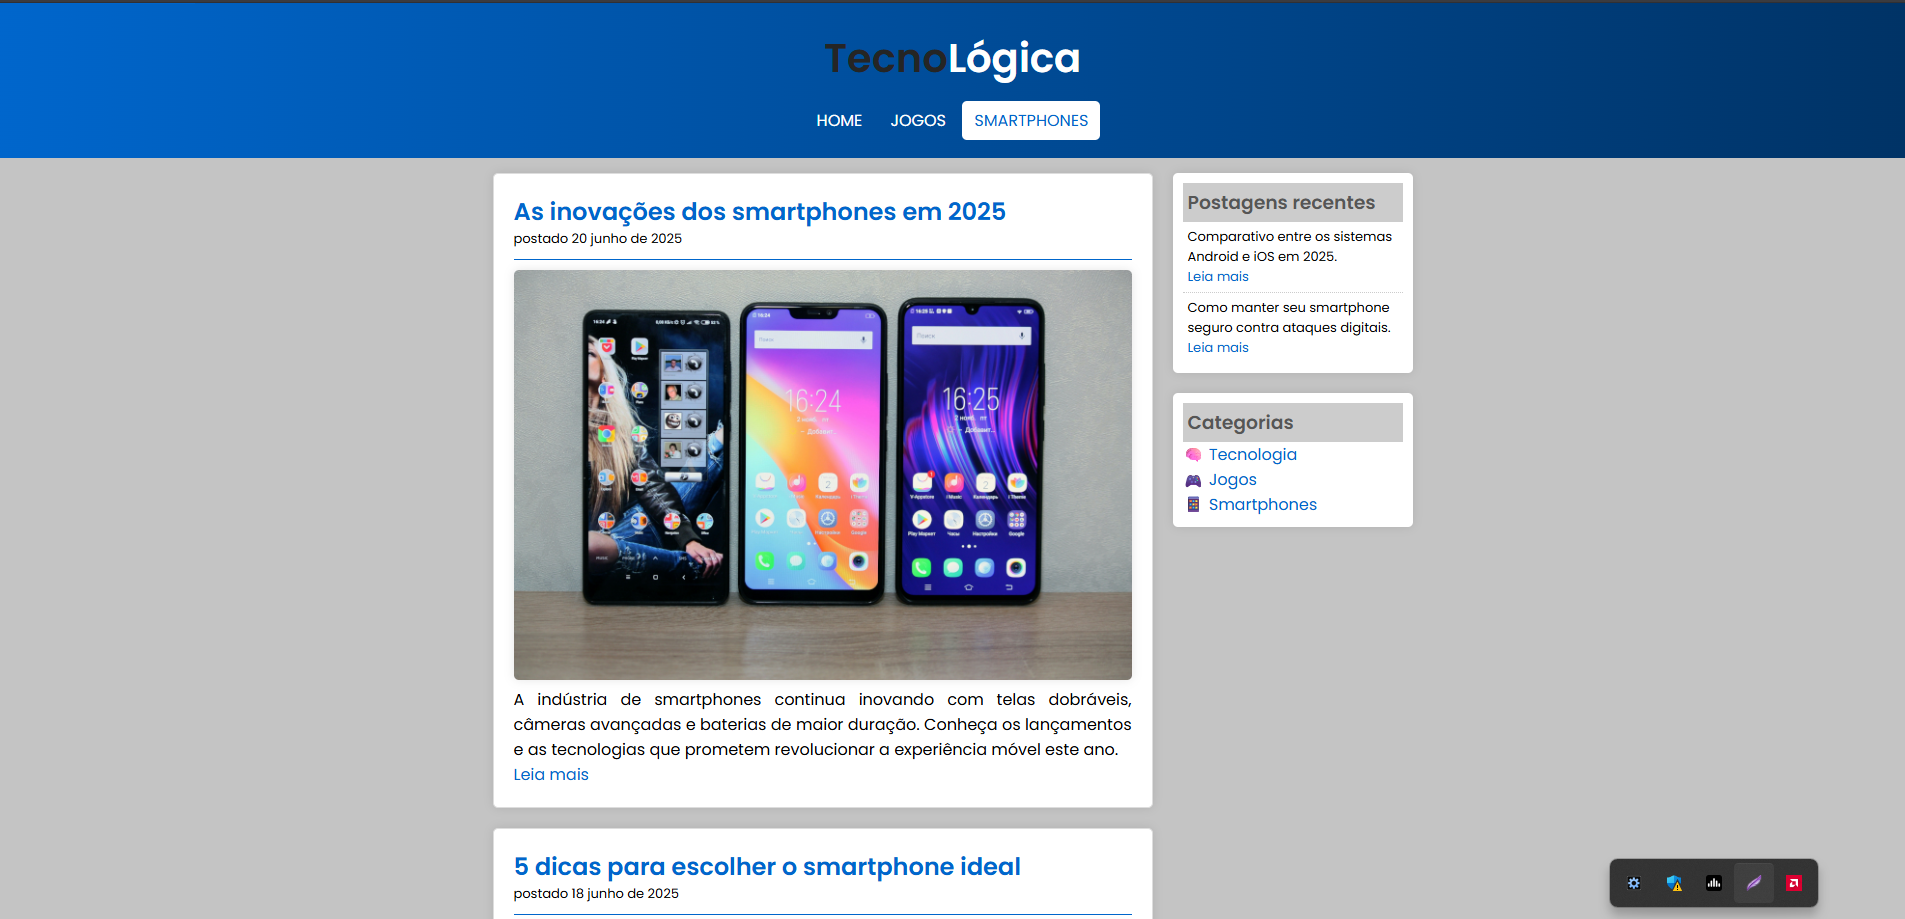 TecnoLógica
HOME JOGOS SMARTPHONES
As inovações dos smartphones em 2025
postado 20 junho de 2025
16:24
16:25
A indústria de smartphones continua inovando com telas dobráveis,
câmeras avançadas e baterias de maior duração. Conheça os lançamentos
e as tecnologias que prometem revolucionar a experiência móvel este ano.
Leia mais
5 dicas para escolher o smartphone ideal
postado 18 junho de 2025
Postagens recentes
Comparativo entre os sistemas
Android e iOS em 2025.
Leia mais
Como manter seu smartphone
seguro contra ataques digitais.
Leia mais
Categorias
Tecnologia
Jogos
Smartphones